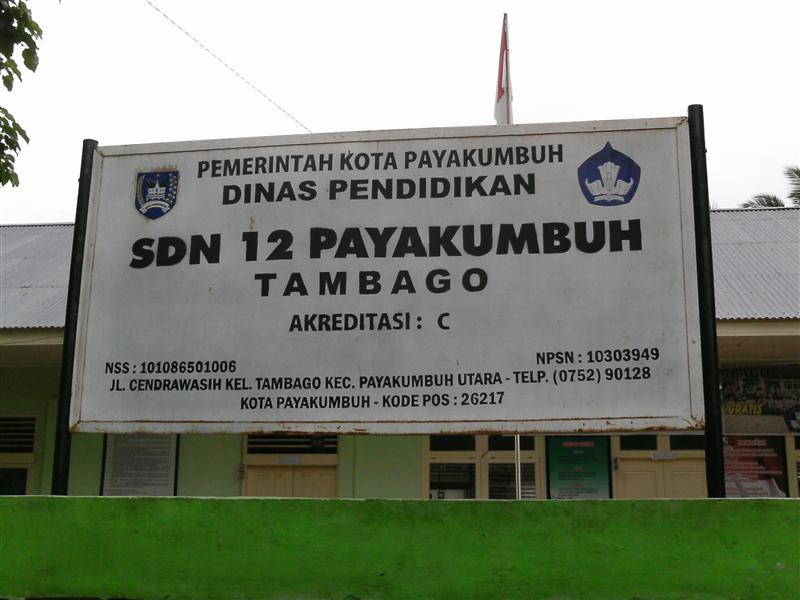 PEMERINTAH KOTA PAYAKUMBUH
DINAS PENDIDIKAN
SDN 12 PAYAKUMBUH
TAMBAGO
AKREDITASI : C
NSS : 101086501006
NPSN : 10303949
JL. CENDRAWASIH KEL. TAMBAGO KEC. PAYAKUMBUH UTARA - TELP. (0752) 90128
KOTA PAYAKUMBUH - KODE POS : 26217
GRATIS